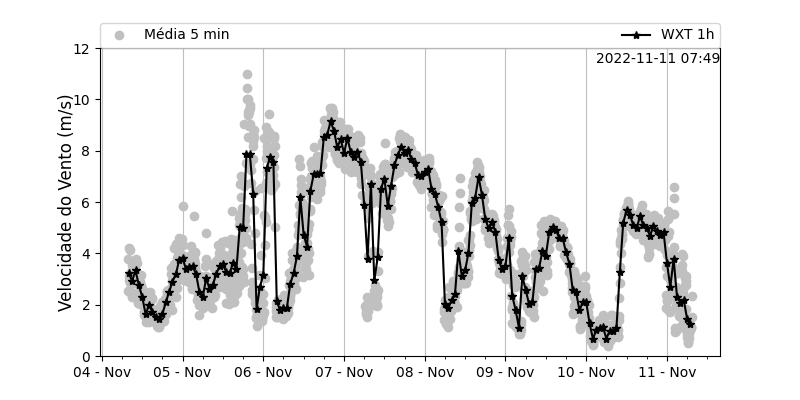 Média 5 min
WXT 1h
2022-11-11 07:49
Velocidade do Vento (m/s)
12
10
8
6
4
2
0
04 - Nov 05 - Nov 06 - Nov 07 - Nov 08 - Nov 09 - Nov 10 - Nov 11 - Nov